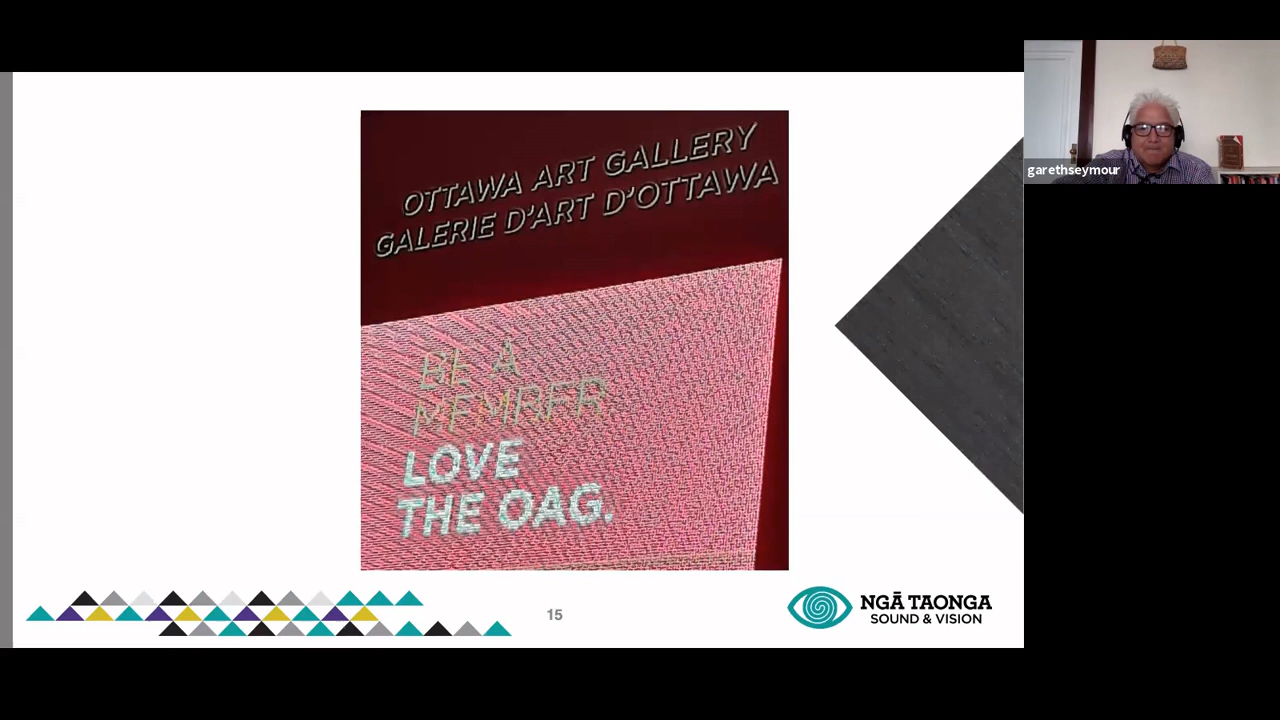 OTTAWA ART GALLERY
GALERIE D'ART D'OTTAWA
BE A
MEMBER
LOVE
THE OAG.
15
NGĀ TAONGA
SOUND & VISION
garethseymour